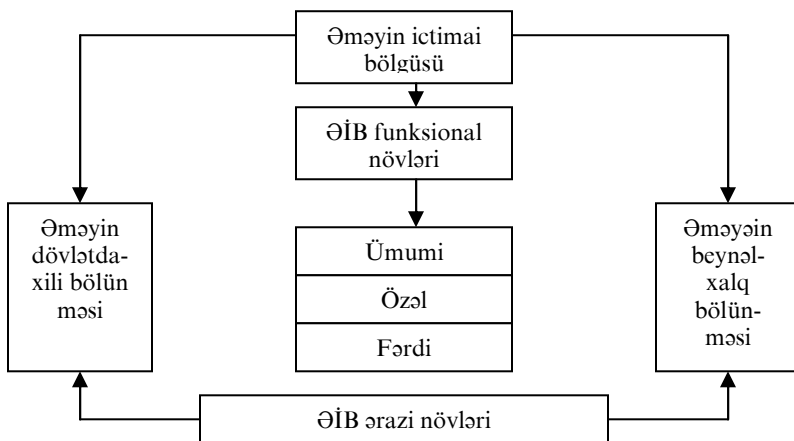 Əməyin ictimai
bölgüsü
ƏİB funksional
növləri
Əməyin
dövlətda-
xili bölün
məsi
Ümumi
Özəl
Fərdi
Əməyəin
beynəl-
xalq
bölün-
məsi
ƏİB ərazi növləri